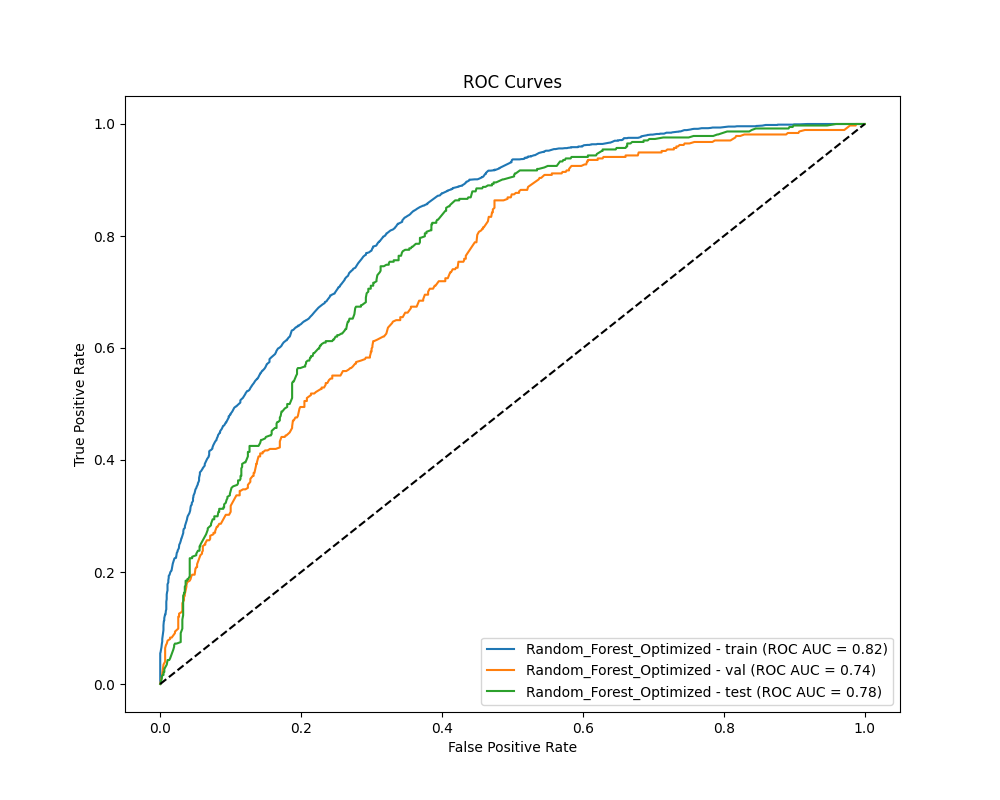 ROC Curves
True Positive Rate
1.0
0.8
0.6
0.4
0.2
0.0
0.0 0.2 0.4 0.6 0.8 1.0
False Positive Rate
Random_Forest_Optimized - train (ROC AUC = 0.82)
Random_Forest_Optimized - val (ROC AUC = 0.74)
Random_Forest_Optimized - test (ROC AUC = 0.78)